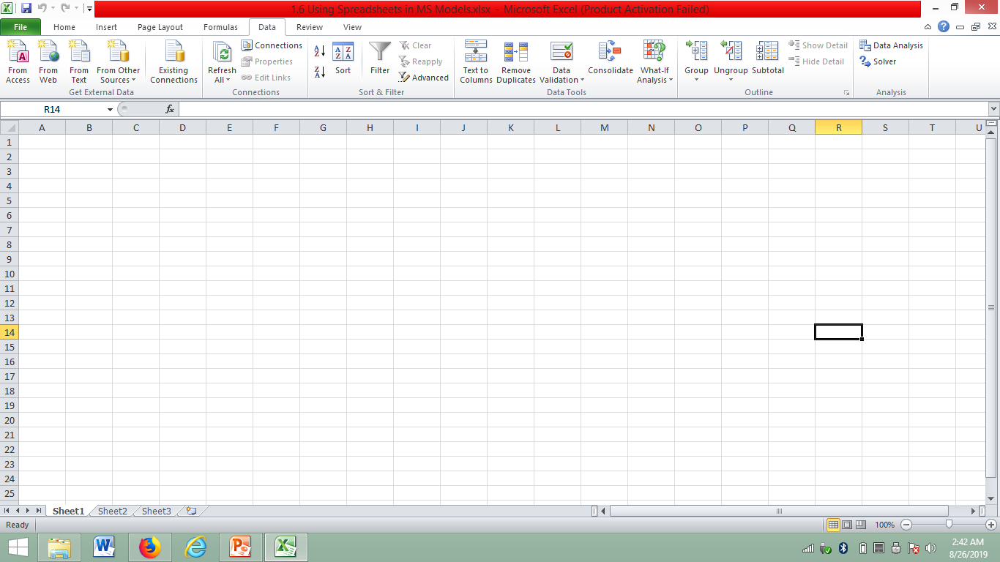 1.6 Using Spreadsheets in MS Models.xlsx - Microsoft Excel (Product Activation Failed)
File Home Insert Page Layout Formulas Data Review View
From Access
From Web
From Text
From Other Sources
Existing Connections
Get External Data
Refresh All
Connections
Properties
Edit Links
Connections
Sort
Filter
Clear
Reapply
Advanced
Sort & Filter
Text to Columns
Remove Duplicates
Data Validation
Consolidate
What-If Analysis
Data Tools
Group
Ungroup
Subtotal
Show Detail
Hide Detail
Outline
Data Analysis
Solver
Analysis
R14 fx
A B C D E F G H I J K L M N O P Q R S T U
1
2
3
4
5
6
7
8
9
10
11
12
13
14
15
16
17
18
19
20
21
22
23
24
25
Sheet1 Sheet2 Sheet3
Ready 100%
2:42 AM
8/26/2019